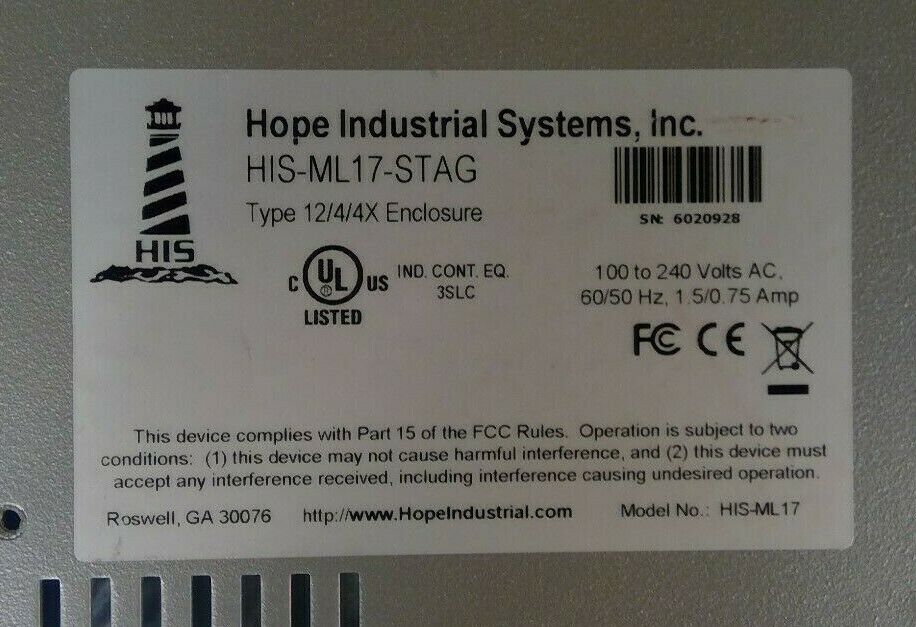 Hope Industrial Systems, Inc.
HIS-ML17-STAG
Type 12/4/4X Enclosure
SN: 6020928
HIS
C UL ® US
LISTED
IND. CONT. EQ.
3SLC
100 to 240 Volts AC,
60/50 Hz, 1.5/0.75 Amp
FC CE
This device complies with Part 15 of the FCC Rules. Operation is subject to two
conditions: (1) this device may not cause harmful interference, and (2) this device must
accept any interference received, including interference causing undesired operation.
Roswell, GA 30076 http://www.HopeIndustrial.com Model No.: HIS-ML17